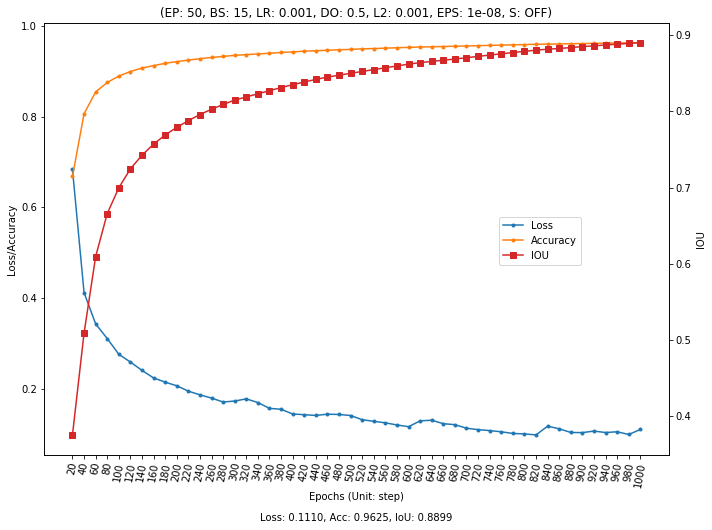 (EP: 50, BS: 15, LR: 0.001, DO: 0.5, L2: 0.001, EPS: 1e-08, S: OFF)
1.0
0.8
0.6
0.4
0.2
Loss/Accuracy
0.9
0.8
0.7
0.6
0.5
0.4
IOU
Loss
Accuracy
IOU
20 40 60 80 100 120 140 160 180 200 220 240 260 280 300 320 340 360 380 400 420 440 460 480 500 520 540 560 580 600 620 640 660 680 700 720 740 760 780 800 820 840 860 880 900 920 940 960 980 1000
Epochs (Unit: step)
Loss: 0.1110, Acc: 0.9625, IoU: 0.8899